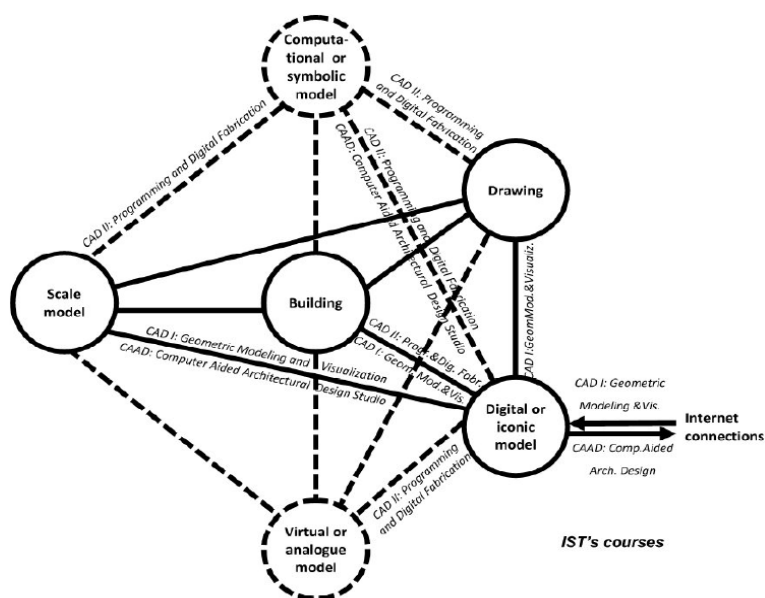 Computa-
tional or
symbolic
model
CAD II: Programming
and Digital Fatvication
CAD II: Programming and Digital Fabrication
CAD II: Programming and Digital Fabrication
CAAD: Computer Aided Architectural Design Studio
Drawing
Scale
model
Building
CAD I:GeomMod.&Visualiz.
CAD II: Progr.&Dig. Fabr.
CAD I: Geom.Mod.&Vis.
CAD I: Geometric Modeling and Visualization
CAAD: Computer Aided Architectural Design Studio
Digital or
iconic
model
CAD I: Geometric
Modeling &Vis.
Internet
connections
CAAD: Comp.Aided
Arch. Design
CAD II: Programming
and Digital Fabrication
Virtual or
analogue
model
IST's courses